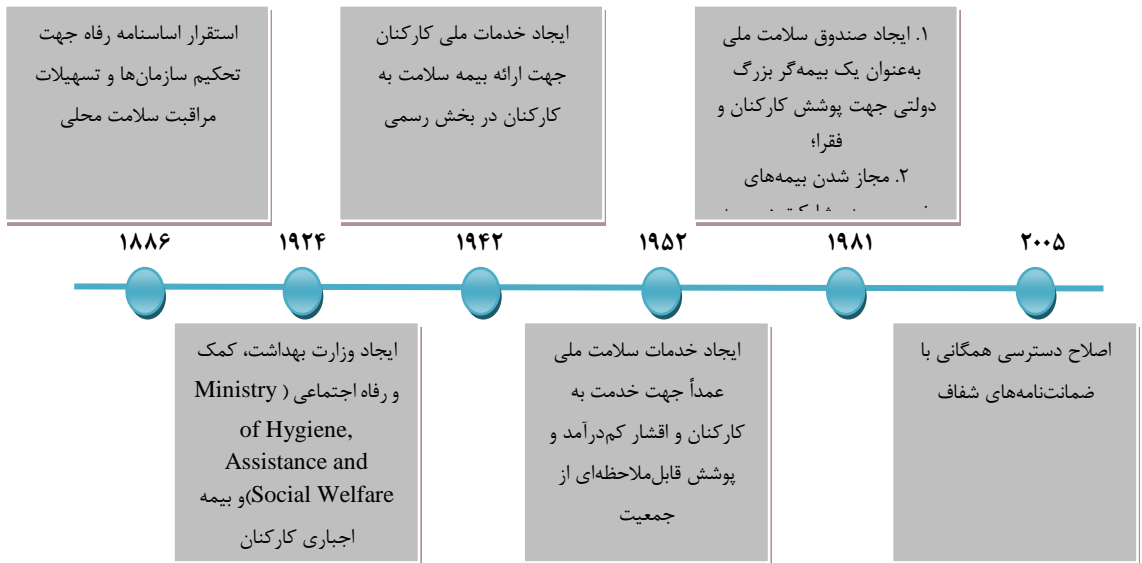 استقرار اساسنامه رفاه جهت
تحکیم سازمان‌ها و تسهیلات
مراقبت سلامت محلی
ایجاد خدمات ملی کارکنان
جهت ارائه بیمه سلامت به
کارکنان در بخش رسمی
۱. ایجاد صندوق سلامت ملی
به‌عنوان یک بیمه‌گر بزرگ
دولتی جهت پوشش کارکنان و
فقرا؛
۲. مجاز شدن بیمه‌های
۱۸۸۶
۱۹۲۴
۱۹۴۲
۱۹۵۲
۱۹۸۱
۲۰۰۵
ایجاد وزارت بهداشت، کمک
و رفاه اجتماعی (Ministry
of Hygiene,
Assistance and
Social Welfare)و بیمه
اجباری کارکنان
ایجاد خدمات سلامت ملی
عمداً جهت خدمت به
کارکنان و اقشار کم‌درآمد و
پوشش قابل‌ملاحظه‌ای از
جمعیت
اصلاح دسترسی همگانی با
ضمانت‌نامه‌های شفاف